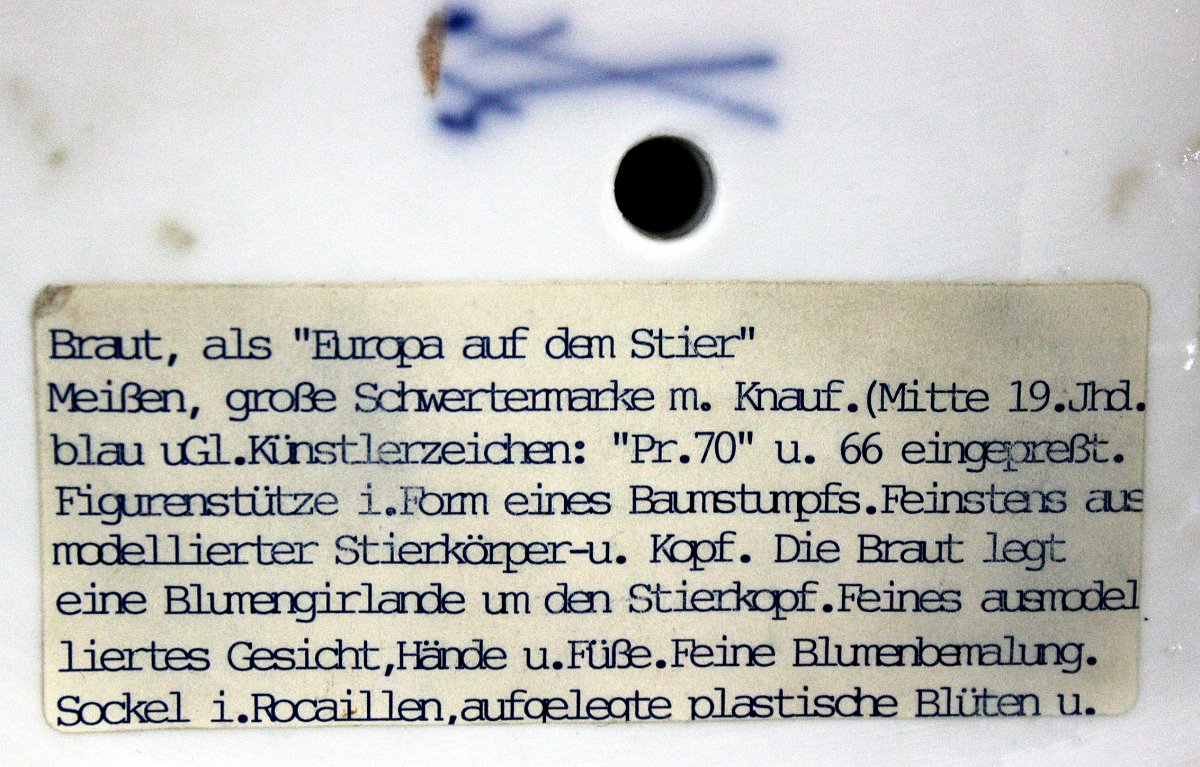 Braut, als "Europa auf dem Stier"
Meißen, große Schwertermarke m. Knauf.(Mitte 19.Jhd.
blau uGl.Künstlerzeichen: "Pr.70" u. 66 eingepreßt.
Figurenstütze i.Form eines Baumstumpfs.Feinstens aus
modellierter Stierkörper-u. Kopf. Die Braut legt
eine Blumengirlande um den Stierkopf.Feines ausmodel
liertes Gesicht,Hände u.Füße.Feine Blumenbemalung.
Sockel i.Rocaillen,aufgelegte plastische Blüten u.